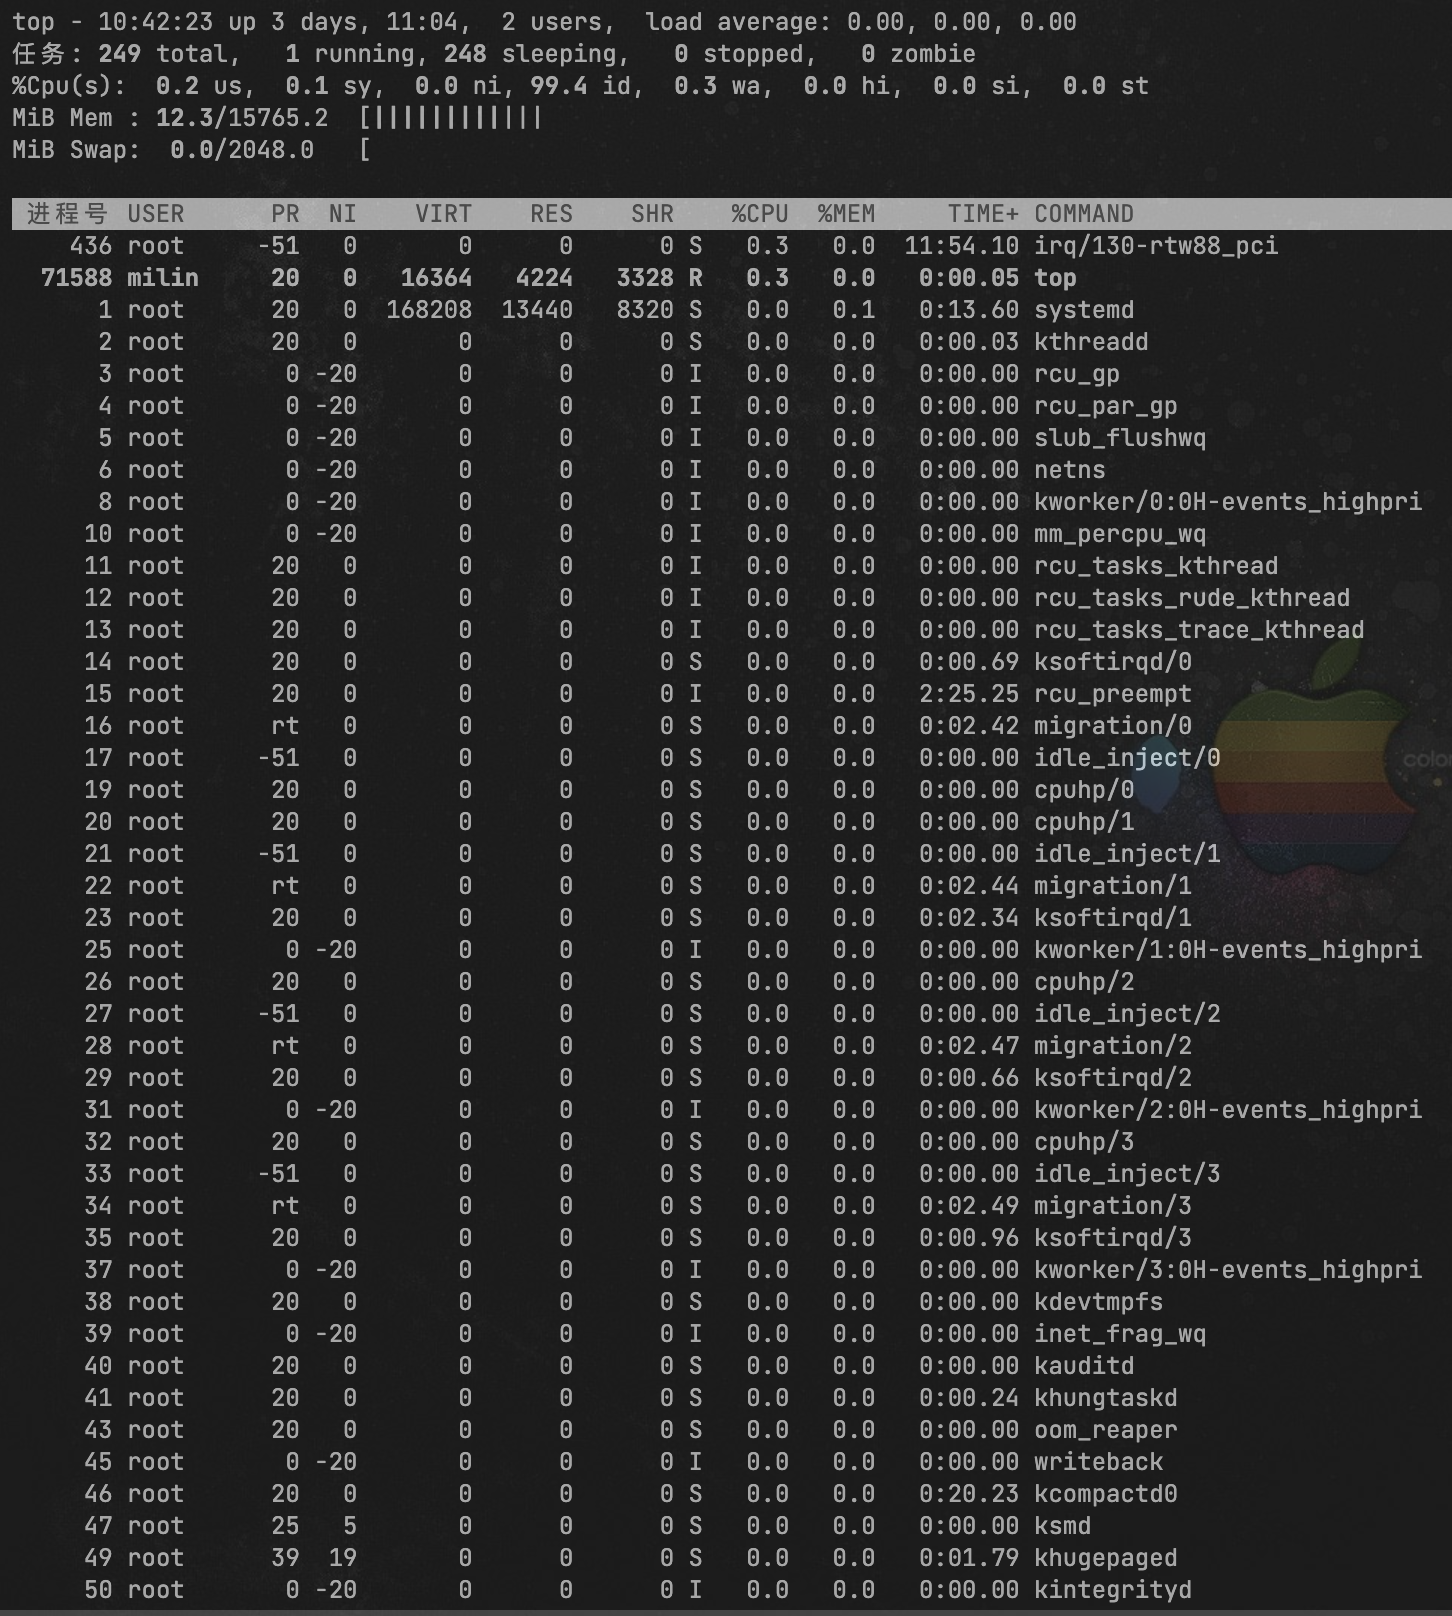 top - 10:42:23 up 3 days, 11:04,  2 users,  load average: 0.00, 0.00, 0.00
任务: 249 total,   1 running, 248 sleeping,   0 stopped,   0 zombie
%Cpu(s):  0.2 us,  0.1 sy,  0.0 ni, 99.4 id,  0.3 wa,  0.0 hi,  0.0 si,  0.0 st
MiB Mem : 12.3/15765.2  [||||||||||||
MiB Swap:  0.0/2048.0   [
进程号 USER      PR  NI    VIRT    RES    SHR    %CPU  %MEM     TIME+ COMMAND
436 root     -51   0       0      0      0 S   0.3   0.0  11:54.10 irq/130-rtw88_pci
71588 milin     20   0   16364   4224   3328 R   0.3   0.0   0:00.05 top
1 root      20   0  168208  13440   8320 S   0.0   0.1   0:13.60 systemd
2 root      20   0       0      0      0 S   0.0   0.0   0:00.03 kthreadd
3 root       0 -20       0      0      0 I   0.0   0.0   0:00.00 rcu_gp
4 root       0 -20       0      0      0 I   0.0   0.0   0:00.00 rcu_par_gp
5 root       0 -20       0      0      0 I   0.0   0.0   0:00.00 slub_flushwq
6 root       0 -20       0      0      0 I   0.0   0.0   0:00.00 netns
8 root       0 -20       0      0      0 I   0.0   0.0   0:00.00 kworker/0:0H-events_highpri
10 root       0 -20       0      0      0 I   0.0   0.0   0:00.00 mm_percpu_wq
11 root      20   0       0      0      0 I   0.0   0.0   0:00.00 rcu_tasks_kthread
12 root      20   0       0      0      0 I   0.0   0.0   0:00.00 rcu_tasks_rude_kthread
13 root      20   0       0      0      0 I   0.0   0.0   0:00.00 rcu_tasks_trace_kthread
14 root      20   0       0      0      0 S   0.0   0.0   0:00.69 ksoftirqd/0
15 root      20   0       0      0      0 I   0.0   0.0   2:25.25 rcu_preempt
16 root      rt   0       0      0      0 S   0.0   0.0   0:02.42 migration/0
17 root     -51   0       0      0      0 S   0.0   0.0   0:00.00 idle_inject/0
color
19 root      20   0       0      0      0 S   0.0   0.0   0:00.00 cpuhp/0
20 root      20   0       0      0      0 S   0.0   0.0   0:00.00 cpuhp/1
21 root     -51   0       0      0      0 S   0.0   0.0   0:00.00 idle_inject/1
22 root      rt   0       0      0      0 S   0.0   0.0   0:02.44 migration/1
23 root      20   0       0      0      0 S   0.0   0.0   0:02.34 ksoftirqd/1
25 root       0 -20       0      0      0 I   0.0   0.0   0:00.00 kworker/1:0H-events_highpri
26 root      20   0       0      0      0 S   0.0   0.0   0:00.00 cpuhp/2
27 root     -51   0       0      0      0 S   0.0   0.0   0:00.00 idle_inject/2
28 root      rt   0       0      0      0 S   0.0   0.0   0:02.47 migration/2
29 root      20   0       0      0      0 S   0.0   0.0   0:00.66 ksoftirqd/2
31 root       0 -20       0      0      0 I   0.0   0.0   0:00.00 kworker/2:0H-events_highpri
32 root      20   0       0      0      0 S   0.0   0.0   0:00.00 cpuhp/3
33 root     -51   0       0      0      0 S   0.0   0.0   0:00.00 idle_inject/3
34 root      rt   0       0      0      0 S   0.0   0.0   0:02.49 migration/3
35 root      20   0       0      0      0 S   0.0   0.0   0:00.96 ksoftirqd/3
37 root       0 -20       0      0      0 I   0.0   0.0   0:00.00 kworker/3:0H-events_highpri
38 root      20   0       0      0      0 S   0.0   0.0   0:00.00 kdevtmpfs
39 root       0 -20       0      0      0 I   0.0   0.0   0:00.00 inet_frag_wq
40 root      20   0       0      0      0 S   0.0   0.0   0:00.00 kauditd
41 root      20   0       0      0      0 S   0.0   0.0   0:00.24 khungtaskd
43 root      20   0       0      0      0 S   0.0   0.0   0:00.00 oom_reaper
45 root       0 -20       0      0      0 I   0.0   0.0   0:00.00 writeback
46 root      20   0       0      0      0 S   0.0   0.0   0:20.23 kcompactd0
47 root      25   5       0      0      0 S   0.0   0.0   0:00.00 ksmd
49 root      39  19       0      0      0 S   0.0   0.0   0:01.79 khugepaged
50 root       0 -20       0      0      0 I   0.0   0.0   0:00.00 kintegrityd